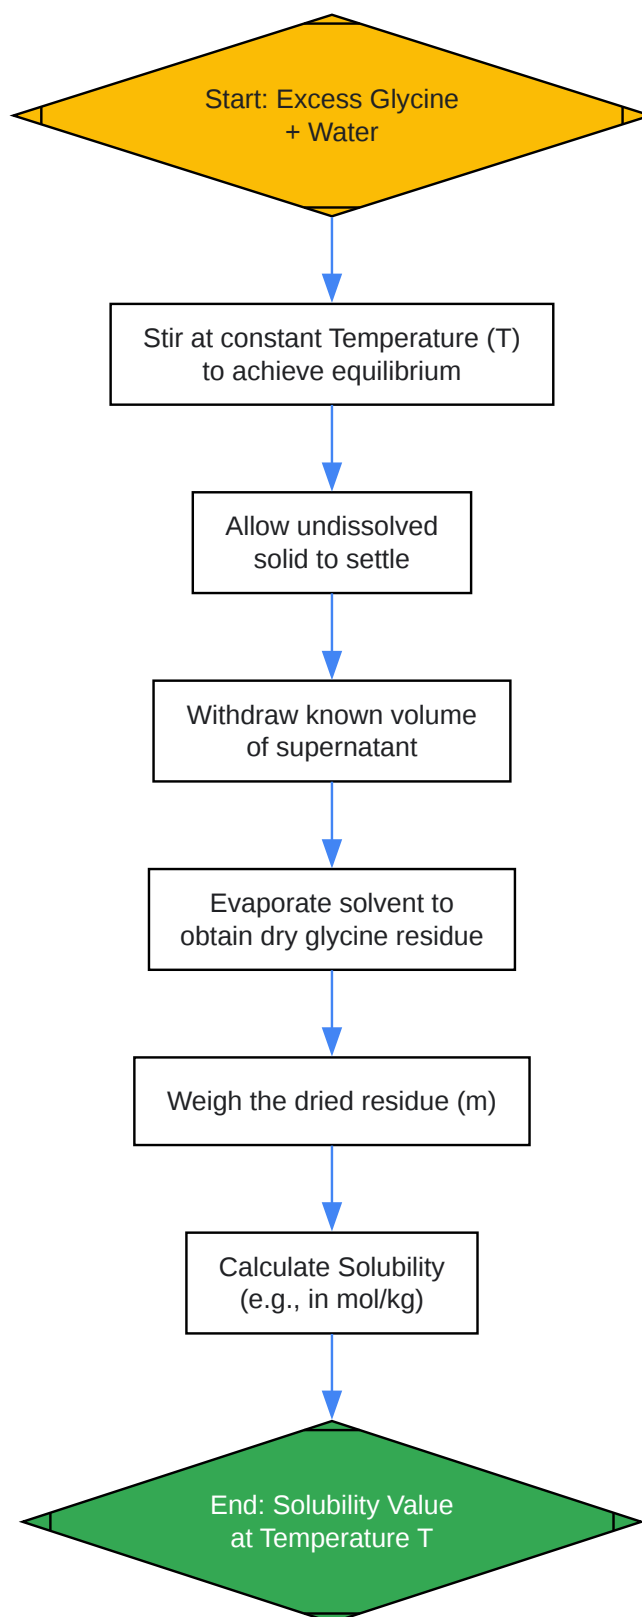 Start: Excess Glycine
+ Water
Stir at constant Temperature (T)
to achieve equilibrium
Allow undissolved
solid to settle
Withdraw known volume
of supernatant
Evaporate solvent to
obtain dry glycine residue
Weigh the dried residue (m)
Calculate Solubility
(e.g., in mol/kg)
End: Solubility Value
at Temperature T